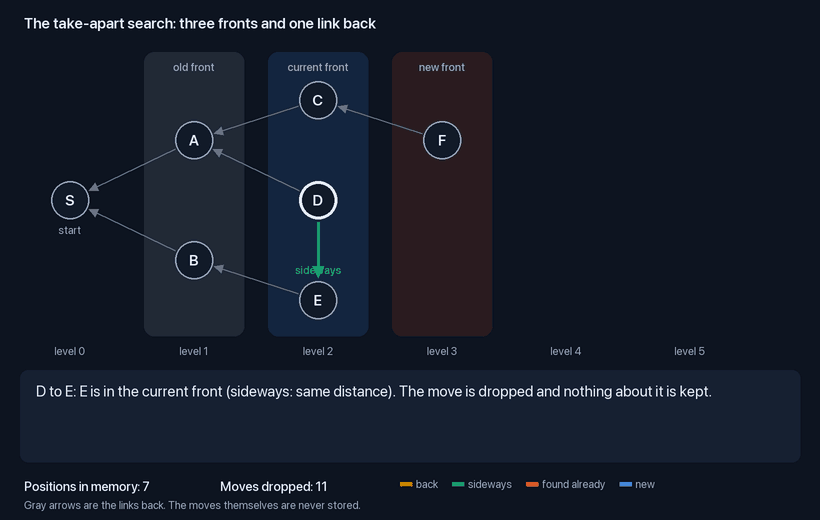 The take-apart search: three fronts and one link back
old front
current front
new front
C
A
F
S
D
start
B
sideways
E
level 0
level 1
level 2
level 3
level 4
level 5
D to E: E is in the current front (sideways: same distance). The move is dropped and nothing about it is kept.
Positions in memory: 7
Moves dropped: 11
back
sideways
found already
new
Gray arrows are the links back. The moves themselves are never stored.